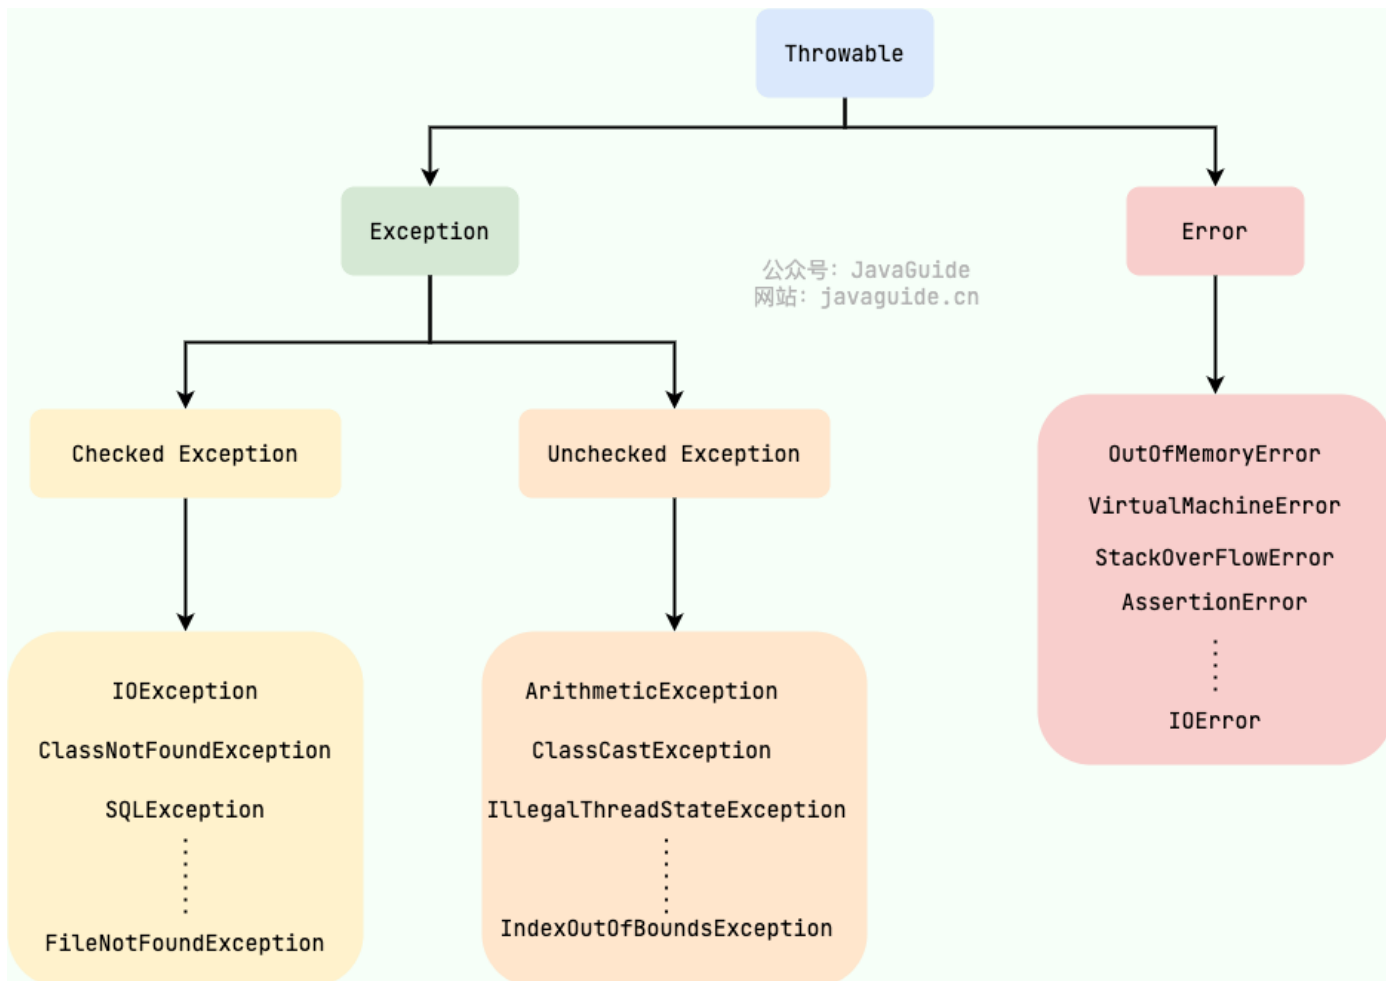 Throwable
Exception
Error
公众号：JavaGuide
网站：javaguide.cn
Checked Exception
Unchecked Exception
OutOfMemoryError
VirtualMachineError
StackOverFlowError
AssertionError
IOError
IOException
ClassNotFoundException
SQLException
FileNotFoundException
ArithmeticException
ClassCastException
IllegalThreadStateException
IndexOutOfBoundsException